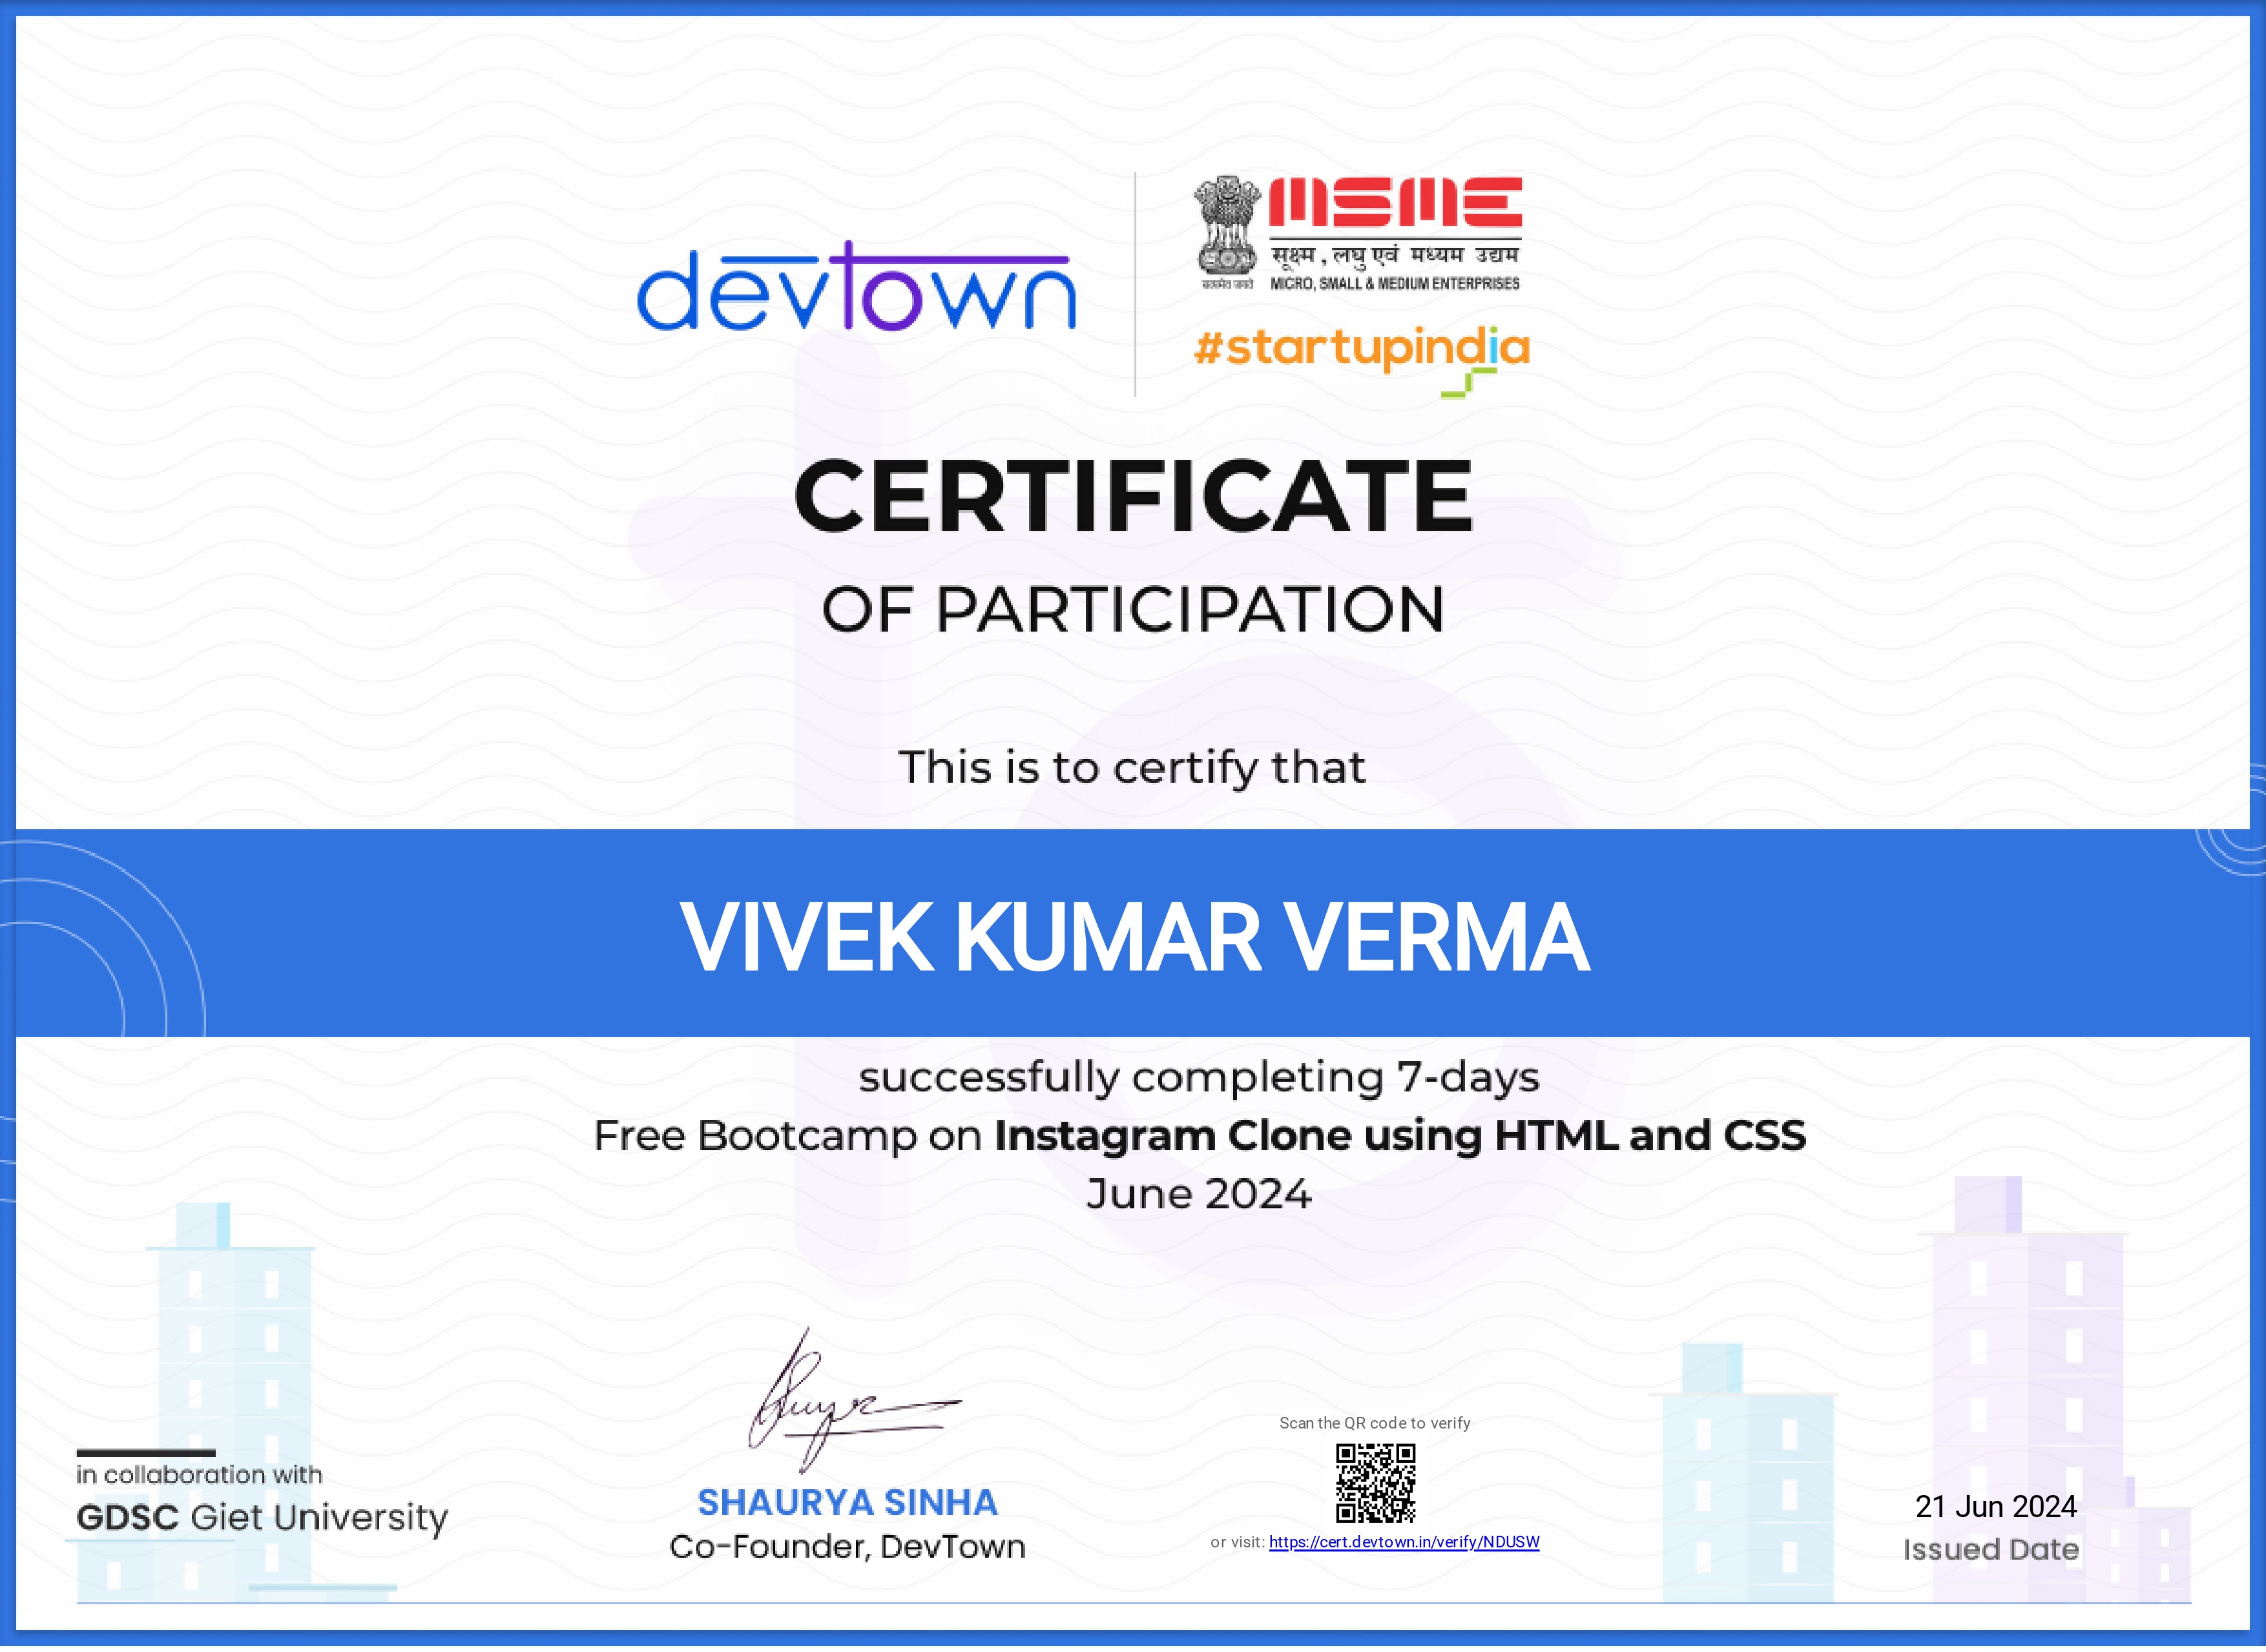 devtown
MSME
सूक्ष्म, लघु एवं मध्यम उद्यम
सत्यमेव जयते
MICRO, SMALL & MEDIUM ENTERPRISES
#startupindia
CERTIFICATE
OF PARTICIPATION
This is to certify that
VIVEK KUMAR VERMA
successfully completing 7-days
Free Bootcamp on Instagram Clone using HTML and CSS
June 2024
in collaboration with
GDSC Giet University
SHAURYA SINHA
Co-Founder, DevTown
Scan the QR code to verify
or visit: https://cert.devtown.in/verify/NDUSW
21 Jun 2024
Issued Date